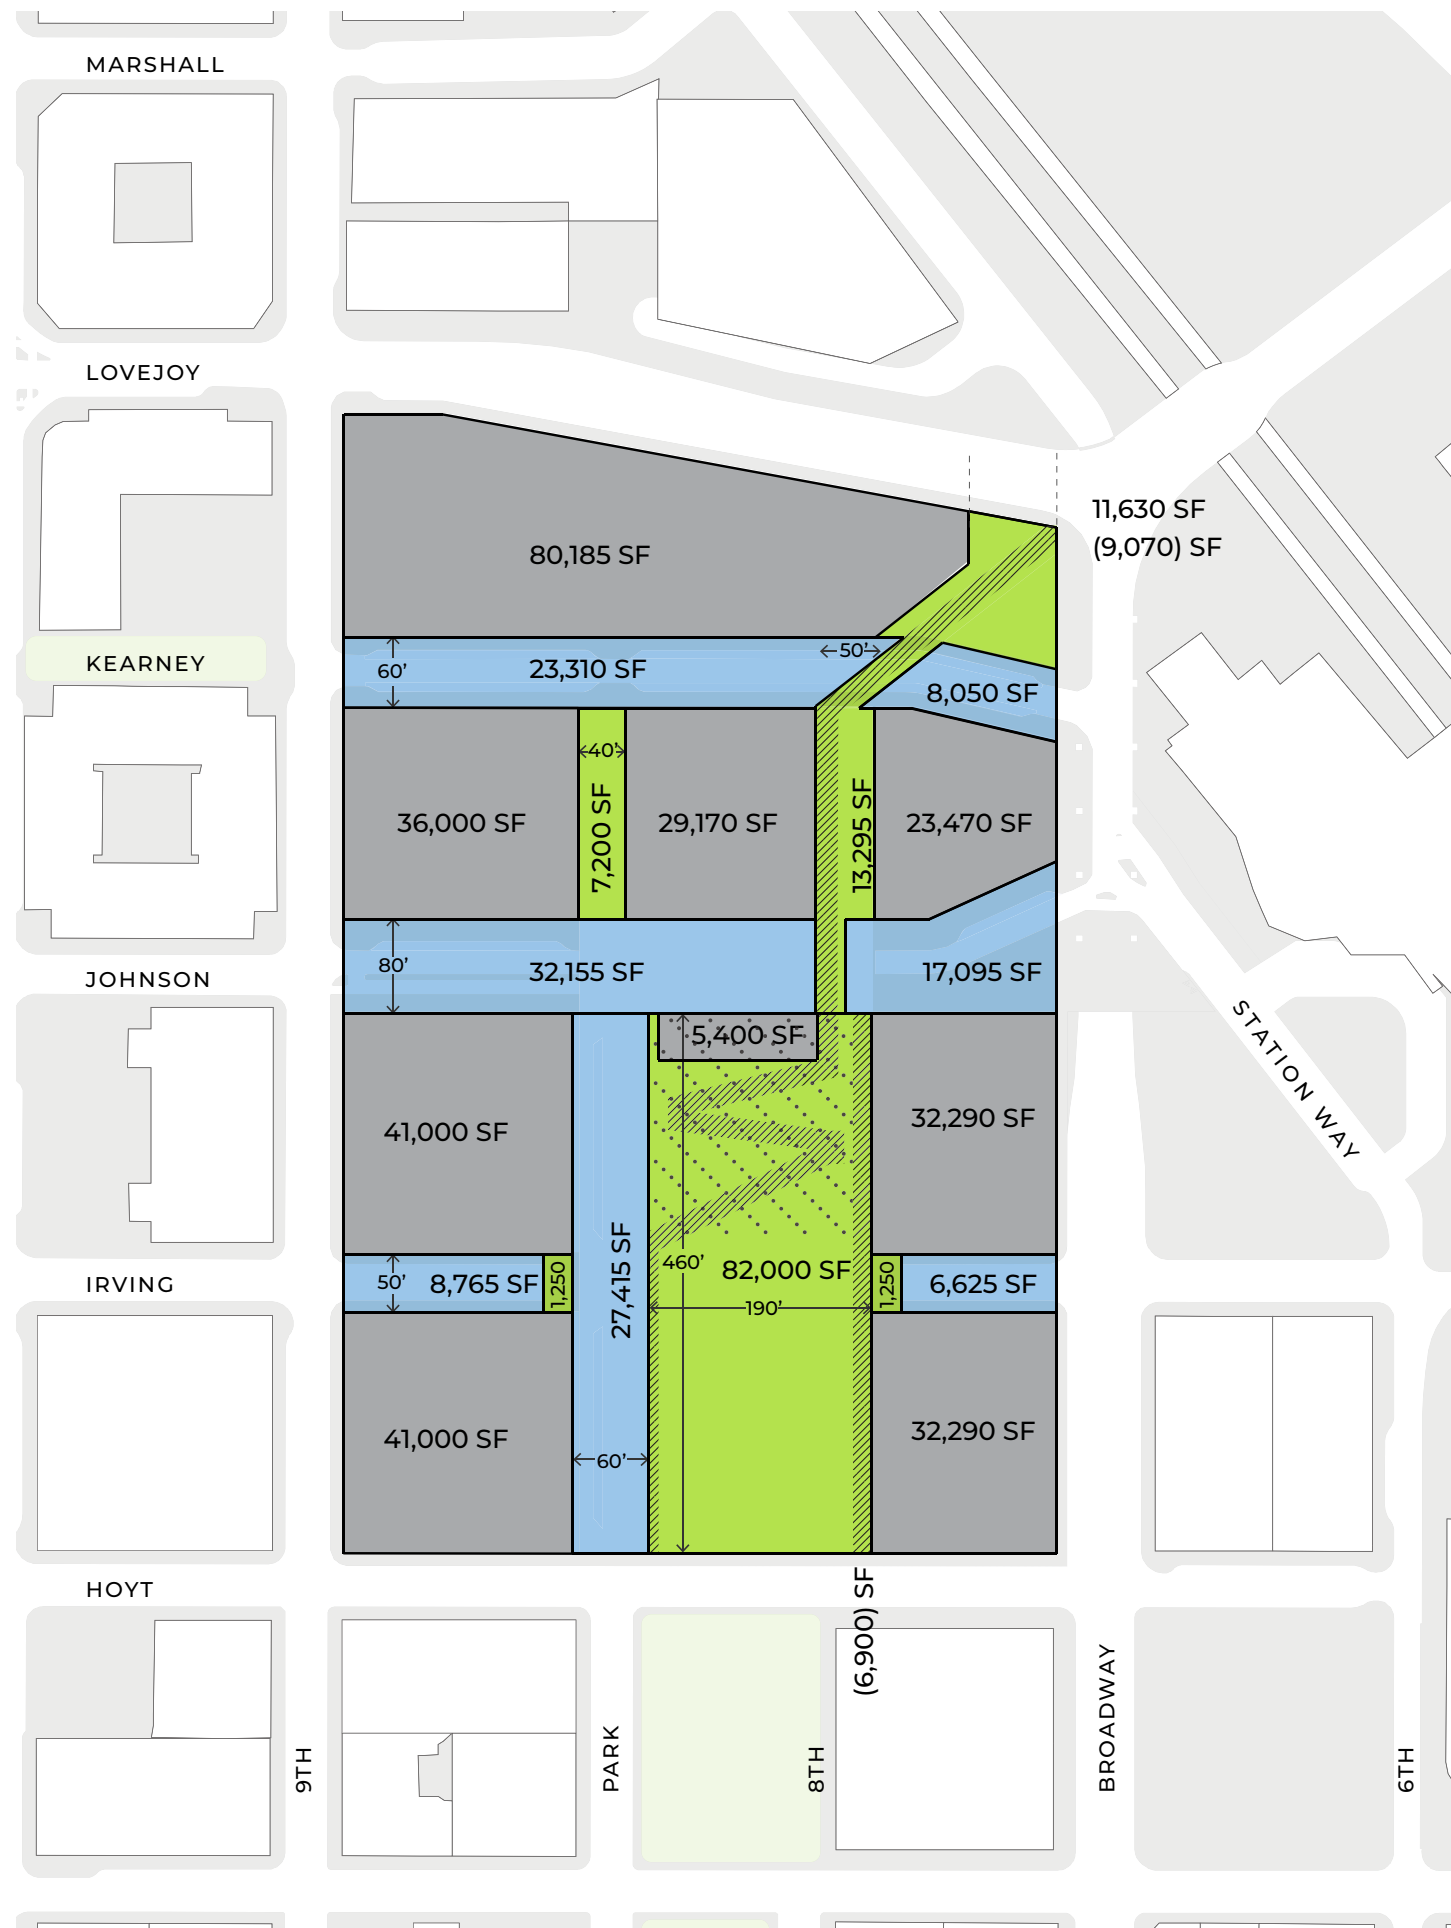 MARSHALL
LOVEJOY
11,630 SF
(9,070) SF
80,185 SF
KEARNEY
60’
23,310 SF
50’
8,050 SF
40’
36,000 SF
7,200 SF
29,170 SF
13,295 SF
23,470 SF
JOHNSON
80’
32,155 SF
17,095 SF
STATION WAY
5,400 SF
41,000 SF
32,290 SF
IRVING
50’
8,765 SF
1,250
27,415 SF
460’
82,000 SF
190’
1,250
6,625 SF
41,000 SF
32,290 SF
60’
HOYT
(6,900) SF
9TH
PARK
8TH
BROADWAY
6TH